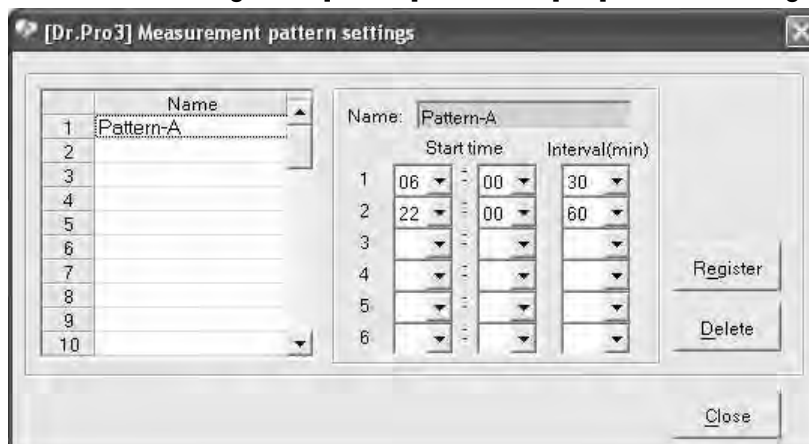 [Dr.Pro3] Measurement pattern settings
Name
1 Pattern-A
2
3
4
5
6
7
8
9
10
Name: Pattern-A
Start time Interval(min)
1 06 : 00 30
2 22 : 00 60
3 :
4 :
5 :
6 :
Register
Delete
Close